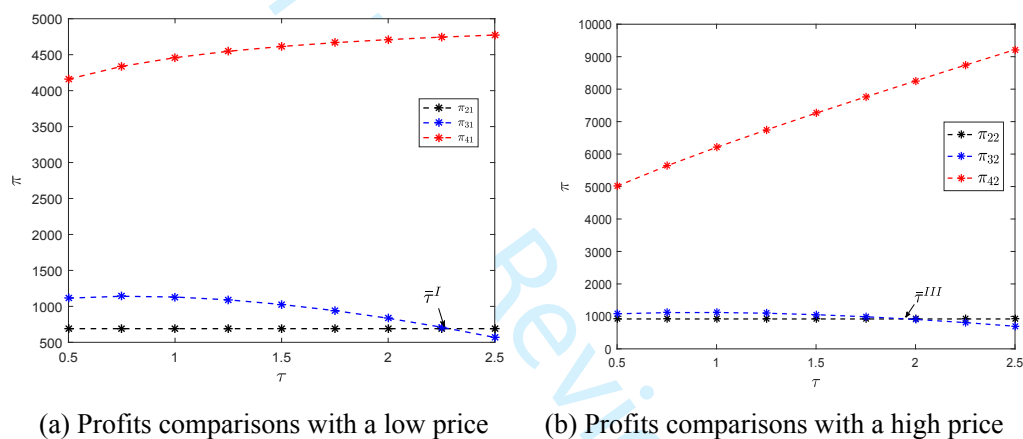 5000
4500
4000
3500
3000
2500
2000
1500
1000
500
π
π₂₁
π₃₁
π₄₁
τ̄ᴵ
0.5 1 1.5 2 2.5
τ
10000
9000
8000
7000
6000
5000
4000
3000
2000
1000
0
π
π₂₂
π₃₂
π₄₂
τ̄ᴵᴵᴵ
0.5 1 1.5 2 2.5
τ
Review
(a) Profits comparisons with a low price
(b) Profits comparisons with a high price